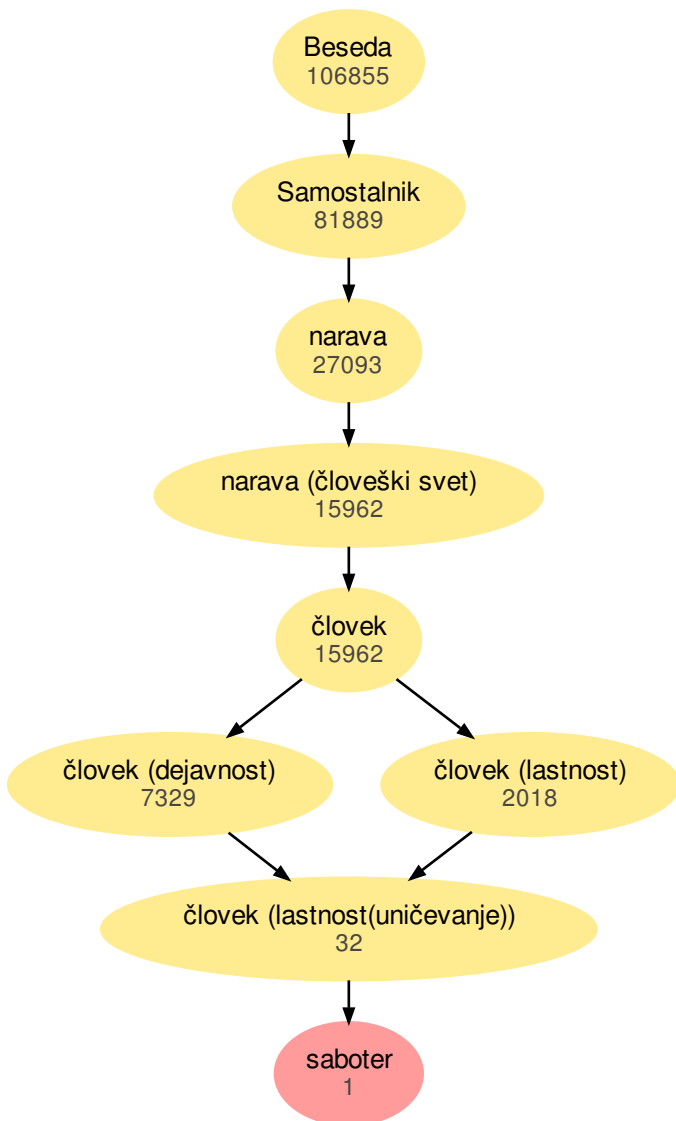 Beseda
106855
Samostalnik
81889
narava
27093
narava (človeški svet)
15962
človek
15962
človek (dejavnost)
7329
človek (lastnost)
2018
človek (lastnost(uničevanje))
32
saboter
1